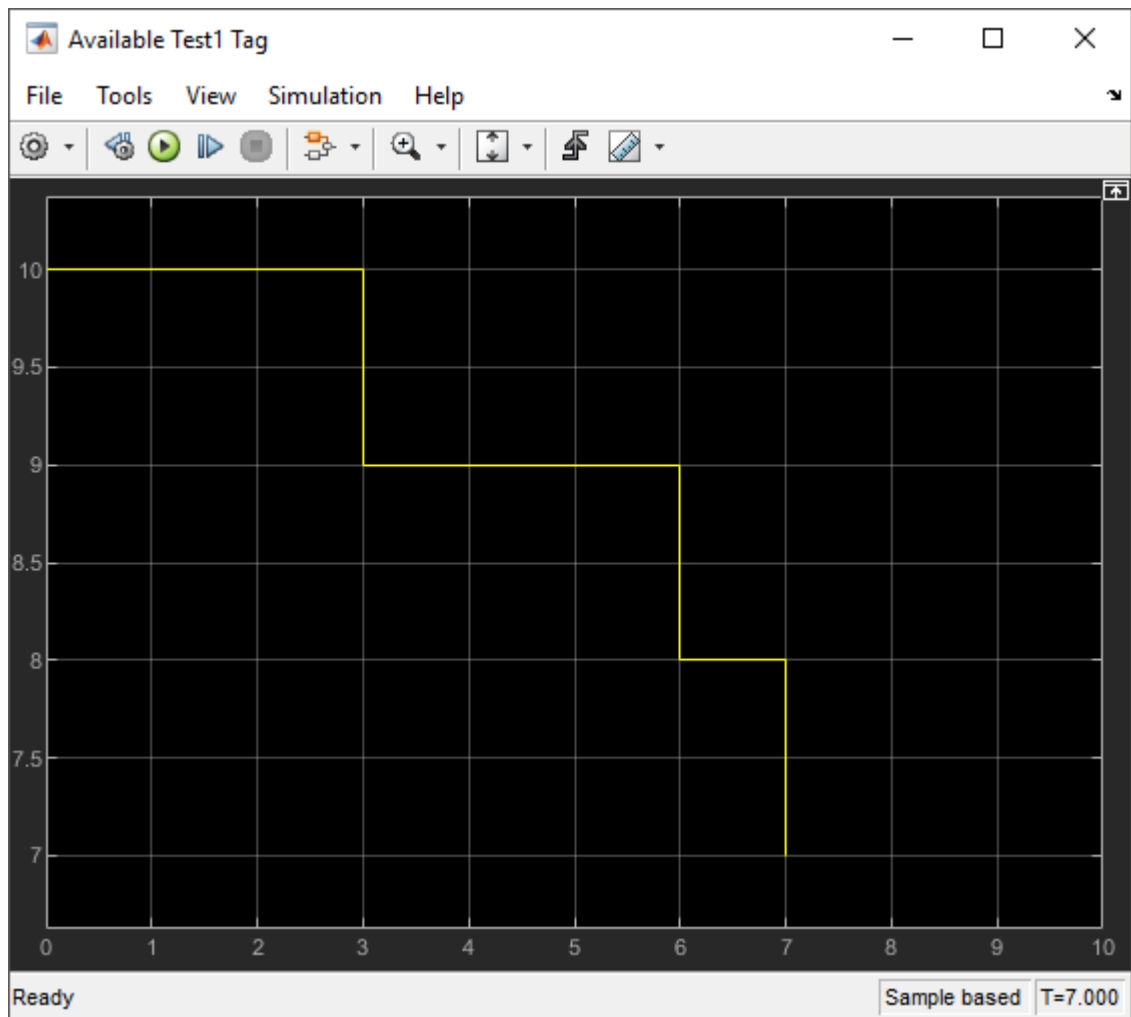 Available Test1 Tag
File Tools View Simulation Help
10
9.5
9
8.5
8
7.5
7
0 1 2 3 4 5 6 7 8 9 10
Ready Sample based T=7.000